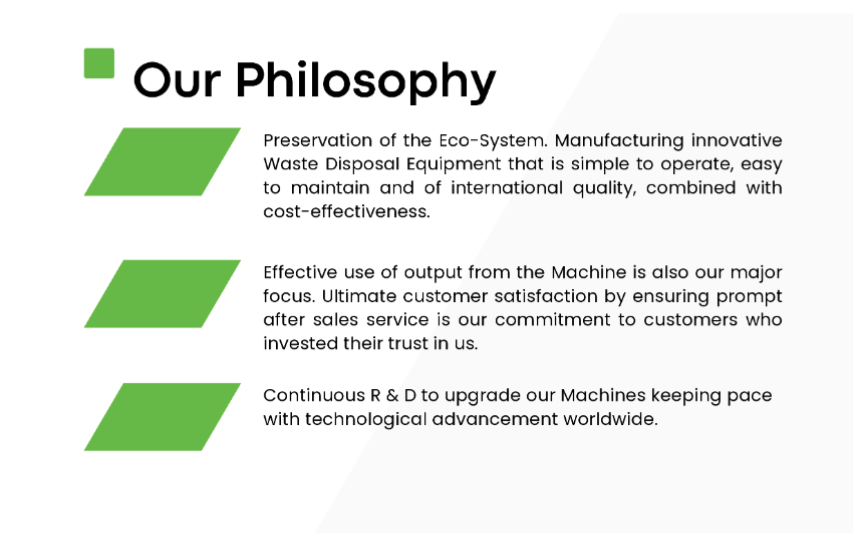 Our Philosophy
Preservation of the Eco-System. Manufacturing innovative
Waste Disposal Equipment that is simple to operate, easy
to maintain and of international quality, combined with
cost-effectiveness.
Effective use of output from the Machine is also our major
focus. Ultimate customer satisfaction by ensuring prompt
after sales service is our commitment to customers who
invested their trust in us.
Continuous R & D to upgrade our Machines keeping pace
with technological advancement worldwide.